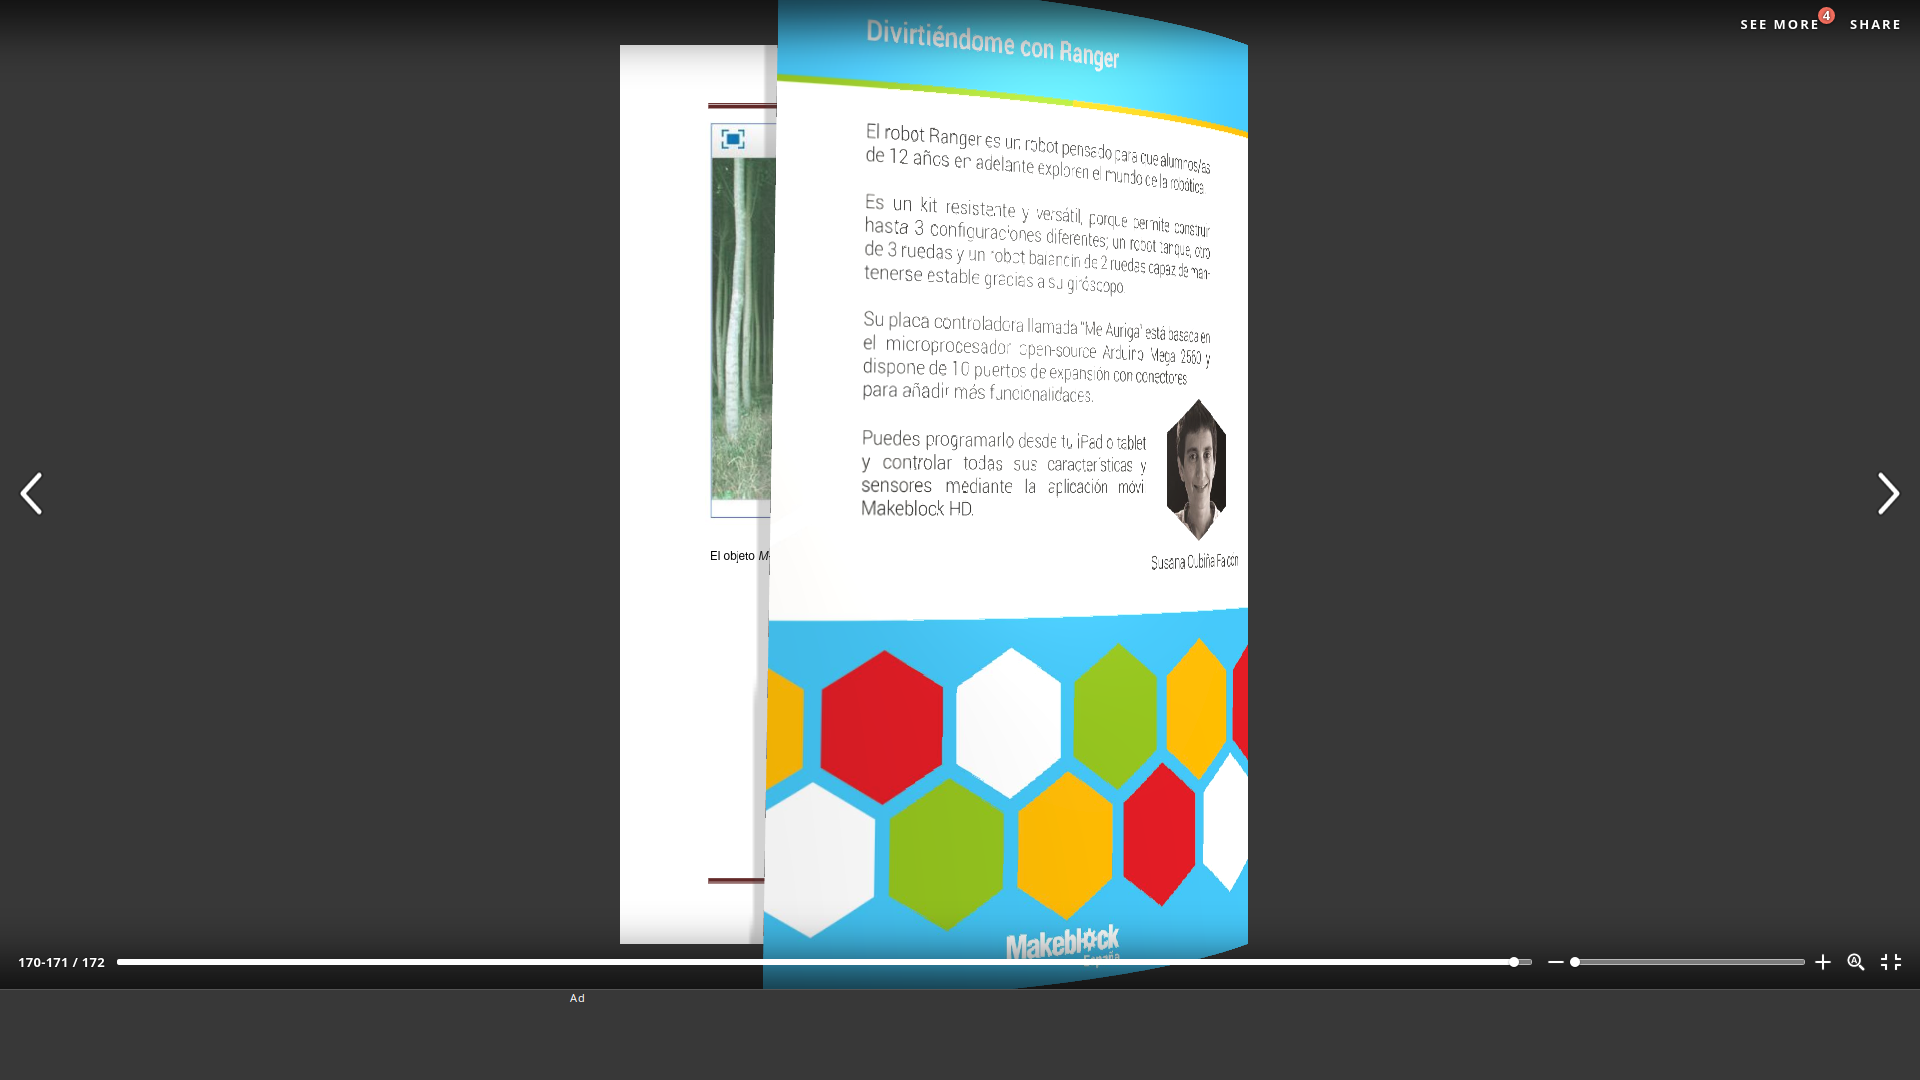 SEE MORE 4 SHARE
Divirtiéndome con Ranger
El robot Ranger es un robot pensado para que alumnos/as
de 12 años en adelante exploren el mundo de la robótica.
Es un kit resistente y versátil, porque permite construir
hasta 3 configuraciones diferentes; un robot tanque, otro
de 3 ruedas y un robot balancín de 2 ruedas capaz de man-
tenerse estable gracias a su giróscopo.
Su placa controladora llamada "Me Auriga" está basada en
el microprocesador open-source Arduino Mega 2560 y
dispone de 10 puertos de expansión con conectores
para añadir más funcionalidades.
Puedes programarlo desde tu iPad o tablet
y controlar todas sus características y
sensores mediante la aplicación móvil
Makeblock HD.
Susana Oubiña Falcón
El objeto M
Makeblock
España
170-171 / 172
Ad